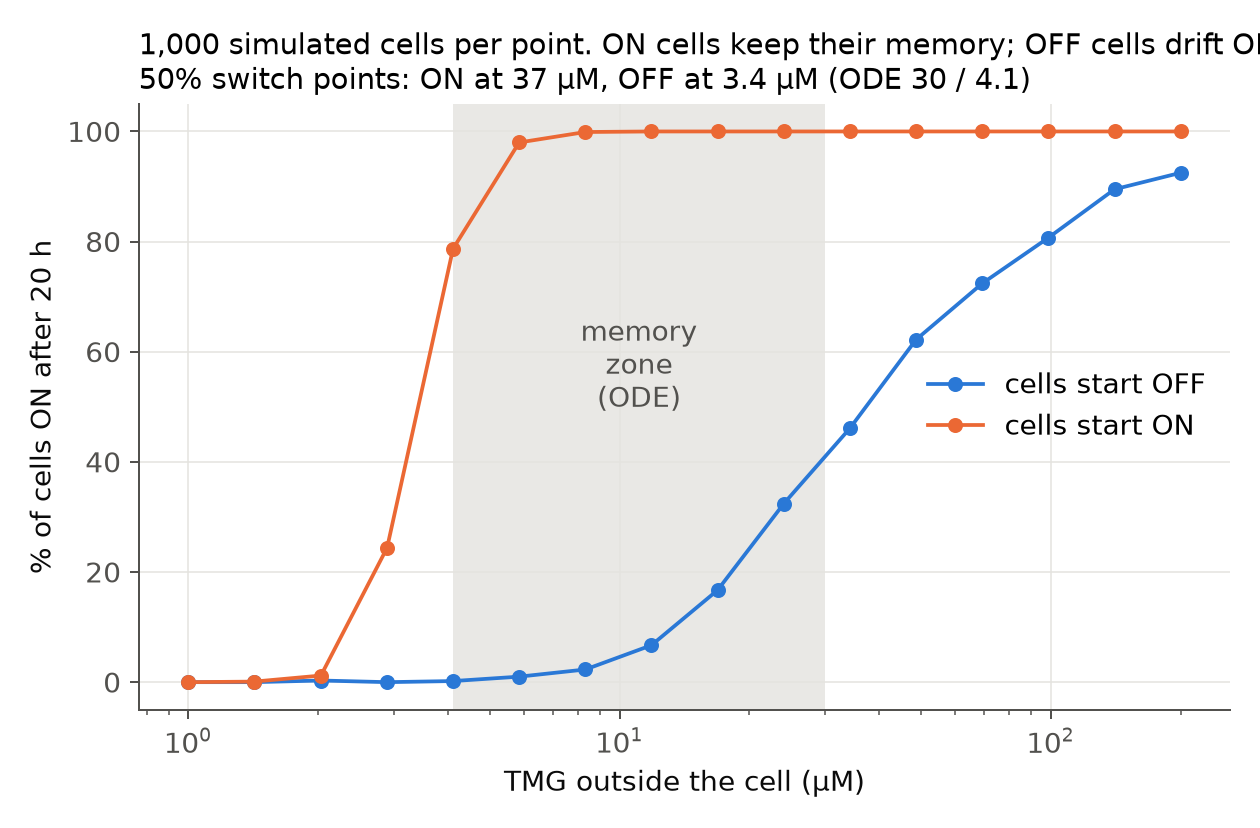 1,000 simulated cells per point. ON cells keep their memory; OFF cells drift
50% switch points: ON at 37 µM, OFF at 3.4 µM (ODE 30 / 4.1)
% of cells ON after 20 h
100
80
60
40
20
0
memory
zone
(ODE)
cells start OFF
cells start ON
10⁰
10¹
10²
TMG outside the cell (µM)